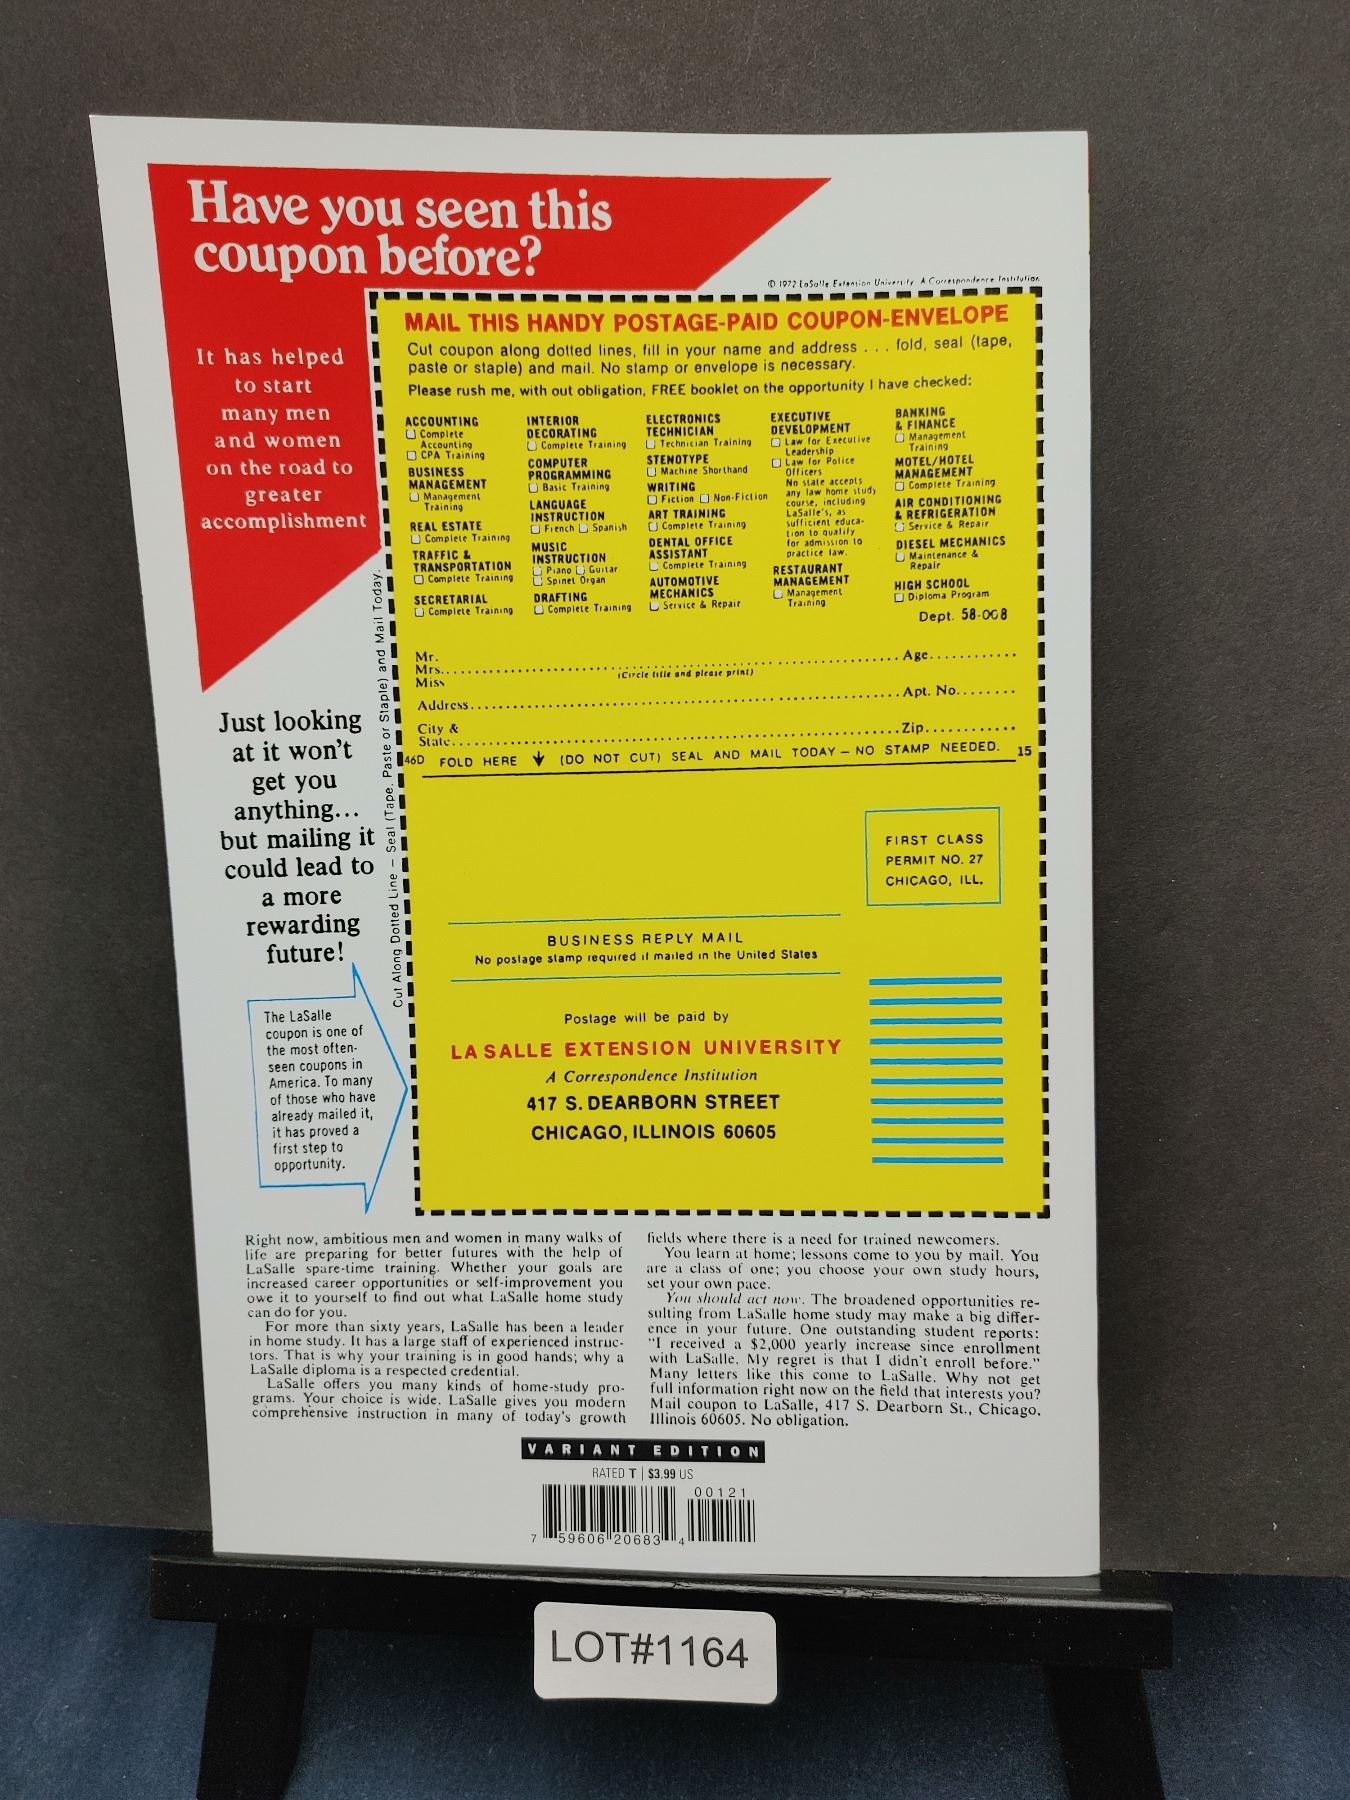 Have you seen this
coupon before?
© 1972 LaSalle Extension University A Correspondence Institution
It has helped
to start
many men
and women
on the road to
greater
accomplishment
MAIL THIS HANDY POSTAGE-PAID COUPON-ENVELOPE
Cut coupon along dotted lines, fill in your name and address . . . fold, seal (tape,
paste or staple) and mail. No stamp or envelope is necessary.
Please rush me, with out obligation, FREE booklet on the opportunity I have checked:
ACCOUNTING
Complete
Accounting
CPA Training
BUSINESS
MANAGEMENT
Management
Training
REAL ESTATE
Complete Training
TRAFFIC &
TRANSPORTATION
Complete Training
SECRETARIAL
Complete Training
INTERIOR
DECORATING
Complete Training
COMPUTER
PROGRAMMING
Basic Training
LANGUAGE
INSTRUCTION
French Spanish
MUSIC
INSTRUCTION
Piano Guitar
Spinet Organ
DRAFTING
Complete Training
ELECTRONICS
TECHNICIAN
Technician Training
STENOTYPE
Machine Shorthand
WRITING
Fiction Non-Fiction
ART TRAINING
Complete Training
DENTAL OFFICE
ASSISTANT
Complete Training
AUTOMOTIVE
MECHANICS
Service & Repair
EXECUTIVE
DEVELOPMENT
Law for Executive
Leadership
Law for Police
Officers
No state accepts
any law home study
course, including
LaSalle's, as
sufficient educa-
tion to qualify
for admission to
practice law.
RESTAURANT
MANAGEMENT
Management
Training
BANKING
& FINANCE
Management
Training
MOTEL/HOTEL
MANAGEMENT
Complete Training
AIR CONDITIONING
& REFRIGERATION
Service & Repair
DIESEL MECHANICS
Maintenance &
Repair
HIGH SCHOOL
Diploma Program
Dept. 58-008
Mr.
Mrs. Age
Miss (Circle title and please print)
Address Apt. No.
City &
State Zip
46D FOLD HERE (DO NOT CUT) SEAL AND MAIL TODAY — NO STAMP NEEDED. 15
Cut Along Dotted Line – Seal (Tape, Paste or Staple) and Mail Today.
Just looking
at it won't
get you
anything...
but mailing it
could lead to
a more
rewarding
future!
The LaSalle
coupon is one of
the most often-
seen coupons in
America. To many
of those who have
already mailed it,
it has proved a
first step to
opportunity.
FIRST CLASS
PERMIT NO. 27
CHICAGO, ILL.
BUSINESS REPLY MAIL
No postage stamp required if mailed in the United States
Postage will be paid by
LA SALLE EXTENSION UNIVERSITY
A Correspondence Institution
417 S. DEARBORN STREET
CHICAGO, ILLINOIS 60605
Right now, ambitious men and women in many walks of
life are preparing for better futures with the help of
LaSalle spare-time training. Whether your goals are
increased career opportunities or self-improvement you
owe it to yourself to find out what LaSalle home study
can do for you.
For more than sixty years, LaSalle has been a leader
in home study. It has a large staff of experienced instruc-
tors. That is why your training is in good hands; why a
LaSalle diploma is a respected credential.
LaSalle offers you many kinds of home-study pro-
grams. Your choice is wide. LaSalle gives you modern
comprehensive instruction in many of today's growth
fields where there is a need for trained newcomers.
You learn at home; lessons come to you by mail. You
are a class of one; you choose your own study hours,
set your own pace.
You should act now. The broadened opportunities re-
sulting from LaSalle home study may make a big differ-
ence in your future. One outstanding student reports:
"I received a $2,000 yearly increase since enrollment
with LaSalle. My regret is that I didn't enroll before."
Many letters like this come to LaSalle. Why not get
full information right now on the field that interests you?
Mail coupon to LaSalle, 417 S. Dearborn St., Chicago,
Illinois 60605. No obligation.
VARIANT EDITION
RATED T | $3.99 US
00121
7 59606 20683 4
LOT#1164